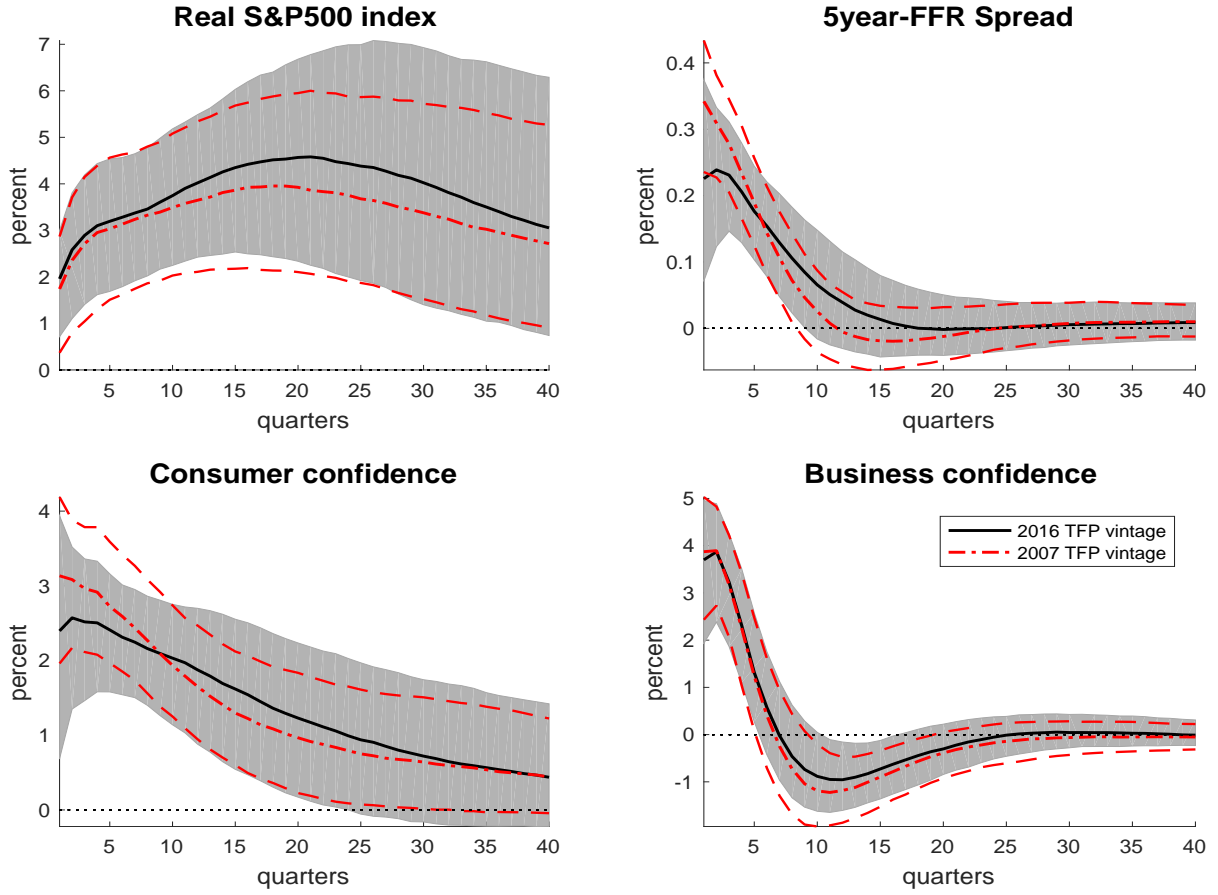 Real S&P500 index
percent
7
6
5
4
3
2
1
0
5 10 15 20 25 30 35 40
quarters
5year-FFR Spread
percent
0.4
0.3
0.2
0.1
0
5 10 15 20 25 30 35 40
quarters
Consumer confidence
percent
4
3
2
1
0
5 10 15 20 25 30 35 40
quarters
Business confidence
percent
5
4
3
2
1
0
-1
2016 TFP vintage
2007 TFP vintage
5 10 15 20 25 30 35 40
quarters